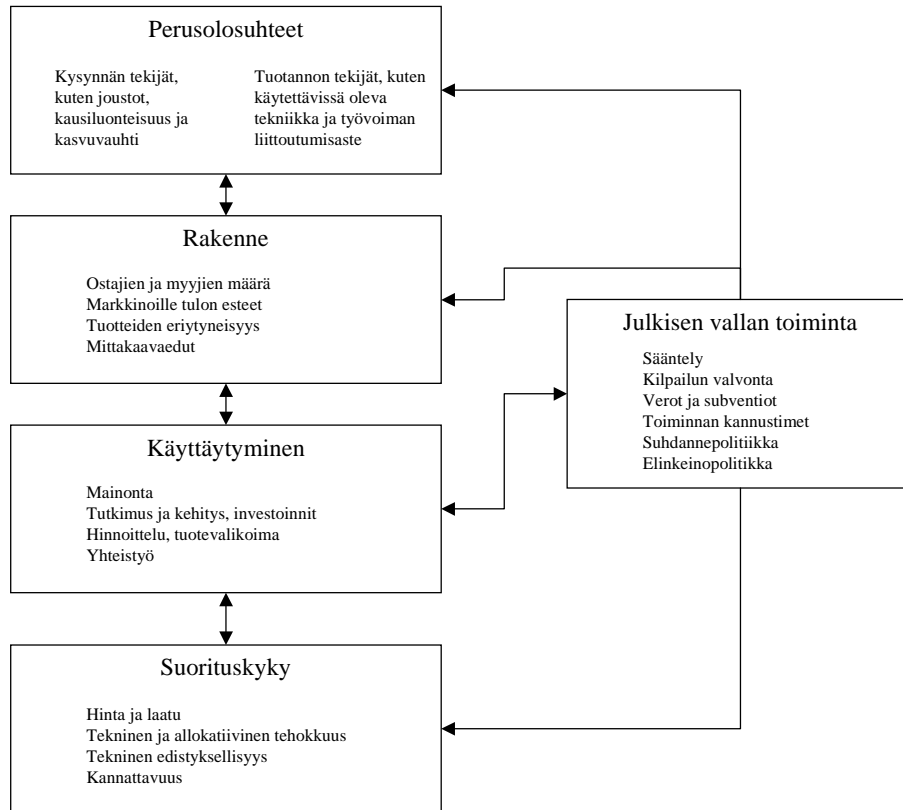 Perusolosuhteet
Kysynnän tekijät,
kuten joustot,
kausiluonteisuus ja
kasvuvauhti
Tuotannon tekijät, kuten
käytettävissä oleva
tekniikka ja työvoiman
liittoutumisaste
Rakenne
Ostajien ja myyjien määrä
Markkinoille tulon esteet
Tuotteiden eriytyneisyys
Mittakaavaedut
Julkisen vallan toiminta
Sääntely
Kilpailun valvonta
Verot ja subventiot
Toiminnan kannustimet
Suhdannepolitiikka
Elinkeinopolitikka
Käyttäytyminen
Mainonta
Tutkimus ja kehitys, investoinnit
Hinnoittelu, tuotevalikoima
Yhteistyö
Suorituskyky
Hinta ja laatu
Tekninen ja allokatiivinen tehokkuus
Tekninen edistyksellisyys
Kannattavuus